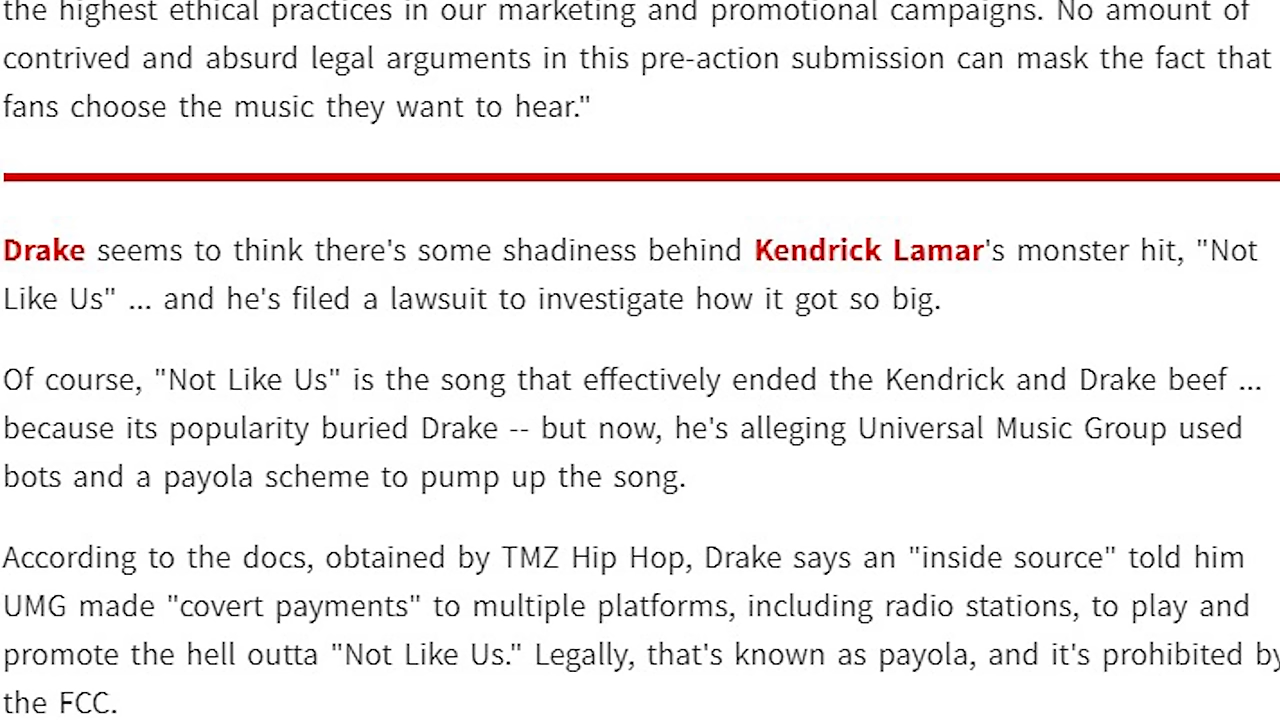 the highest ethical practices in our marketing and promotional campaigns. No amount of
contrived and absurd legal arguments in this pre-action submission can mask the fact that
fans choose the music they want to hear."
Drake seems to think there's some shadiness behind Kendrick Lamar's monster hit, "Not
Like Us" ... and he's filed a lawsuit to investigate how it got so big.
Of course, "Not Like Us" is the song that effectively ended the Kendrick and Drake beef ...
because its popularity buried Drake -- but now, he's alleging Universal Music Group used
bots and a payola scheme to pump up the song.
According to the docs, obtained by TMZ Hip Hop, Drake says an "inside source" told him
UMG made "covert payments" to multiple platforms, including radio stations, to play and
promote the hell outta "Not Like Us." Legally, that's known as payola, and it's prohibited by
the FCC.